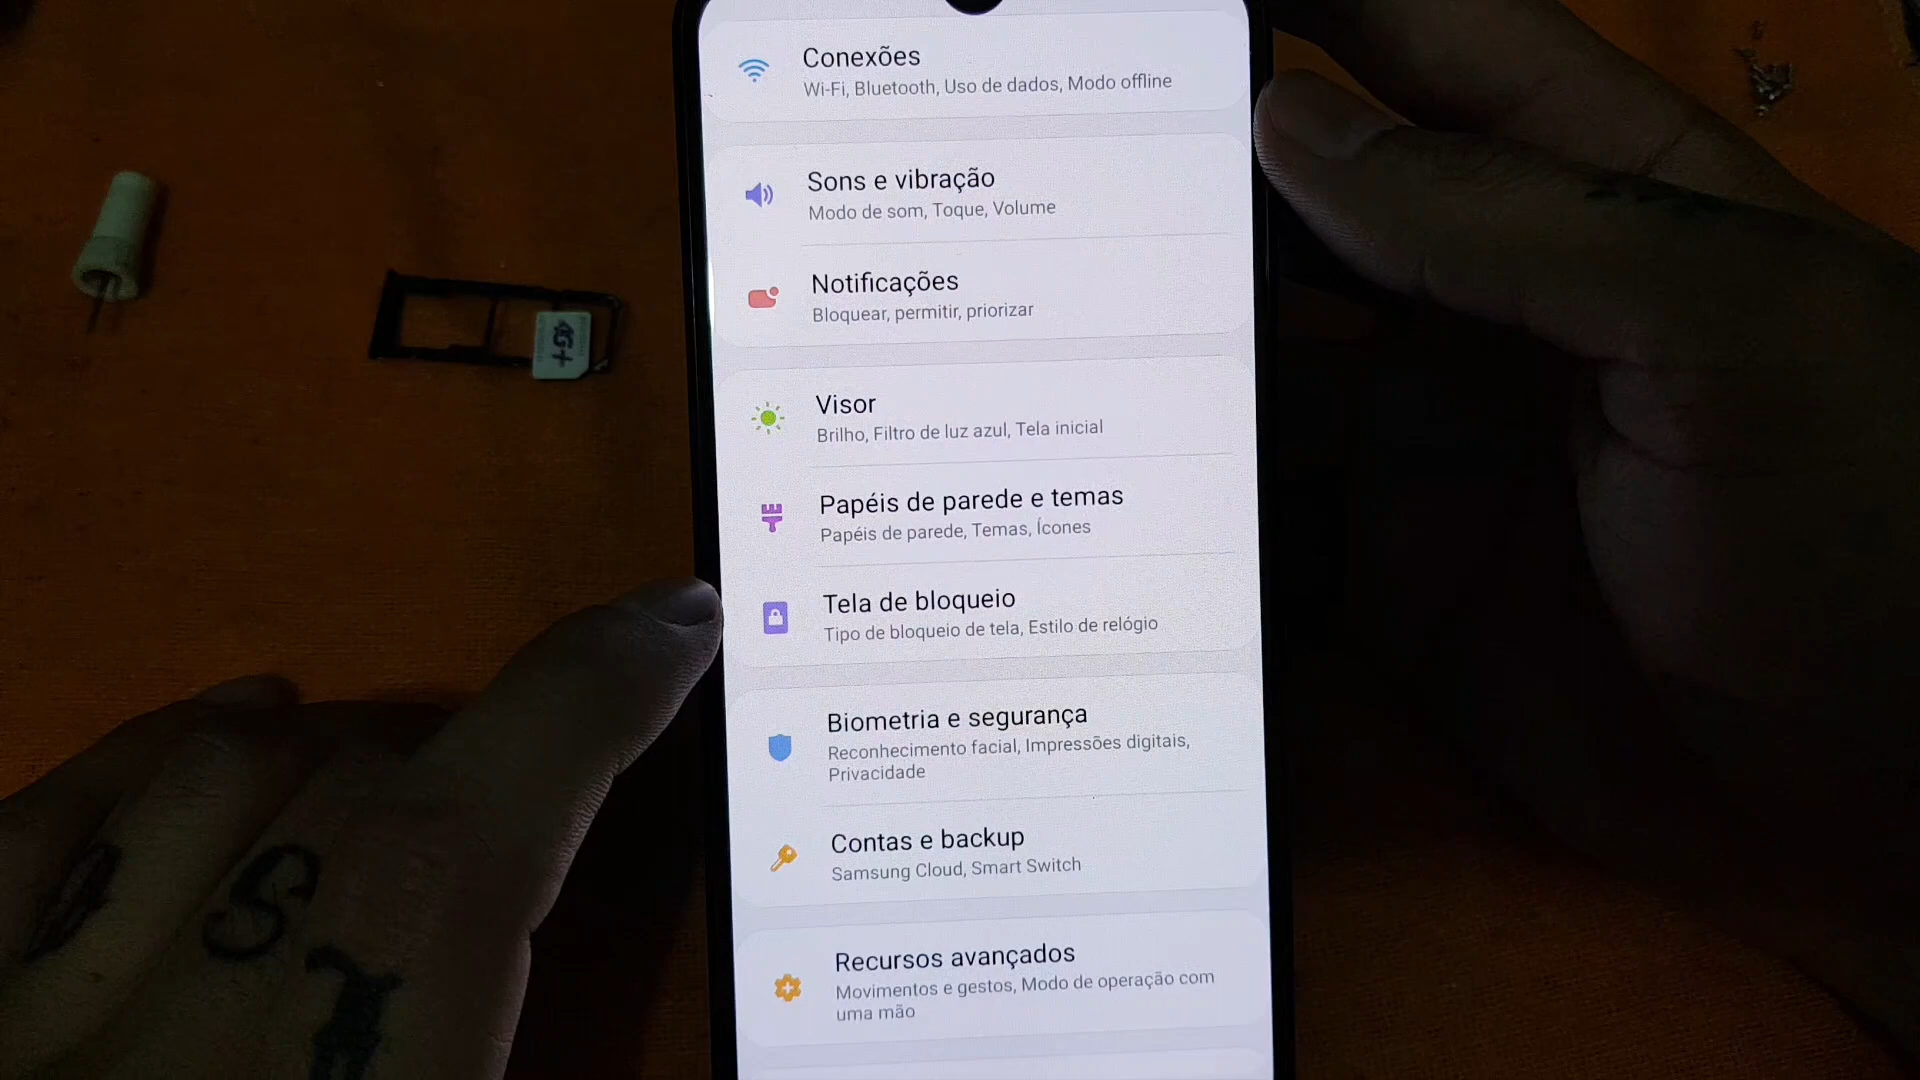 Conexões
Wi-Fi, Bluetooth, Uso de dados, Modo offline
Sons e vibração
Modo de som, Toque, Volume
Notificações
Bloquear, permitir, priorizar
Visor
Brilho, Filtro de luz azul, Tela inicial
Papéis de parede e temas
Papéis de parede, Temas, Ícones
Tela de bloqueio
Tipo de bloqueio de tela, Estilo de relógio
Biometria e segurança
Reconhecimento facial, Impressões digitais,
Privacidade
Contas e backup
Samsung Cloud, Smart Switch
Recursos avançados
Movimentos e gestos, Modo de operação com
uma mão
4G+
S
T